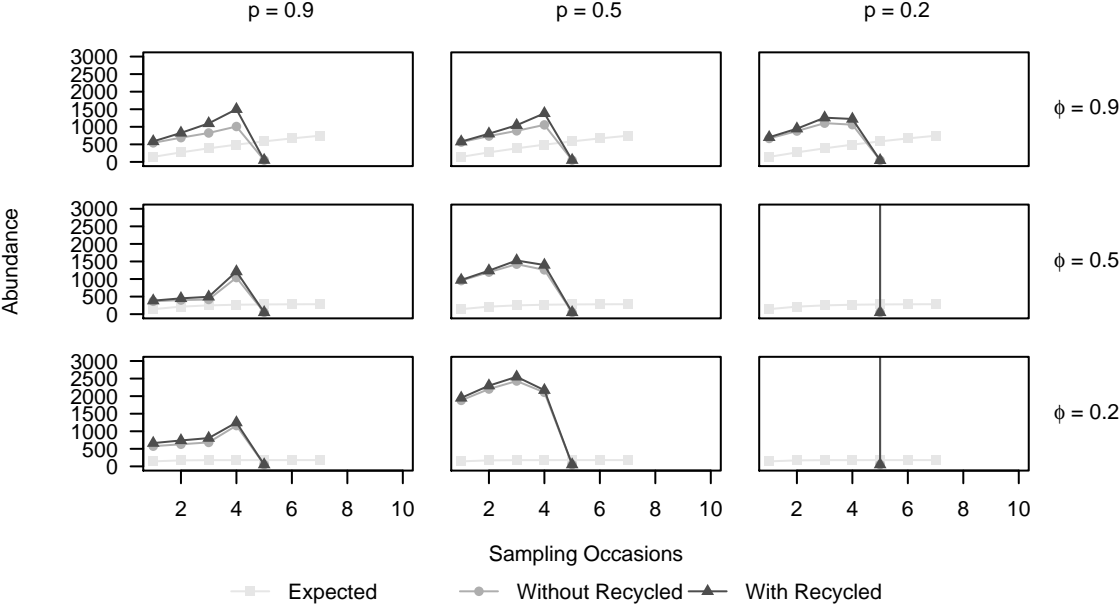 p = 0.9 p = 0.5 p = 0.2
3000
2500
2000
1500
1000
500
0
ϕ = 0.9
3000
2500
2000
1500
1000
500
0
ϕ = 0.5
Abundance
3000
2500
2000
1500
1000
500
0
ϕ = 0.2
2 4 6 8 10 2 4 6 8 10 2 4 6 8 10
Sampling Occasions
Expected Without Recycled With Recycled